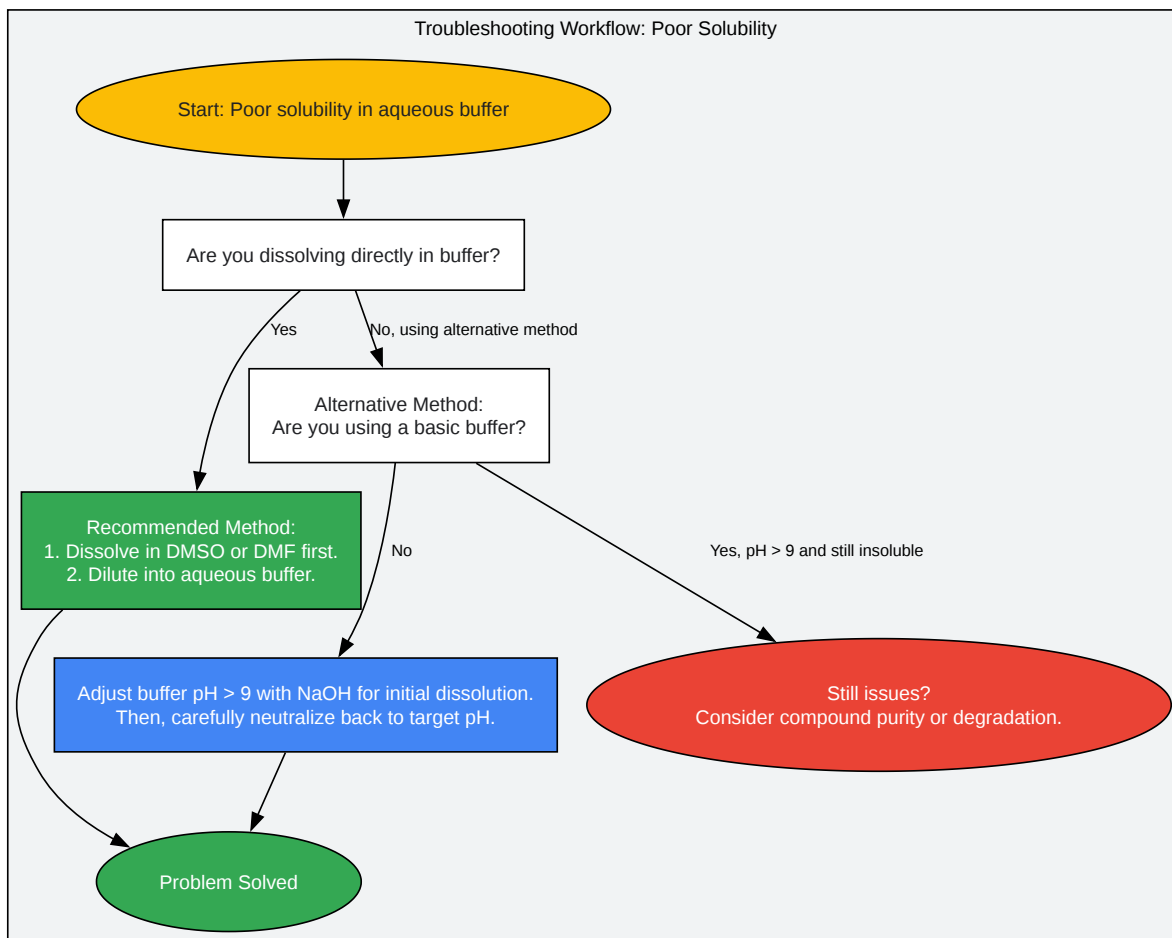 Troubleshooting Workflow: Poor Solubility
Start: Poor solubility in aqueous buffer
Are you dissolving directly in buffer?
Yes
No, using alternative method
Alternative Method:
Are you using a basic buffer?
Recommended Method:
1. Dissolve in DMSO or DMF first.
2. Dilute into aqueous buffer.
No
Yes, pH > 9 and still insoluble
Adjust buffer pH > 9 with NaOH for initial dissolution.
Then, carefully neutralize back to target pH.
Still issues?
Consider compound purity or degradation.
Problem Solved